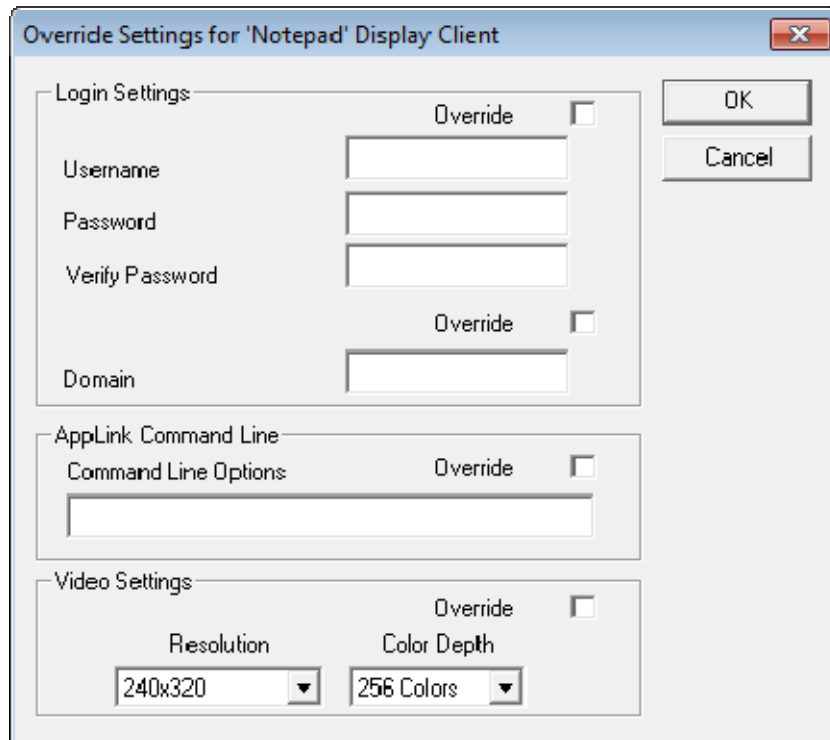 Override Settings for 'Notepad' Display Client
Login Settings
Override
OK
Username
Cancel
Password
Verify Password
Override
Domain
AppLink Command Line
Command Line Options Override
Video Settings
Override
Resolution Color Depth
240x320 256 Colors